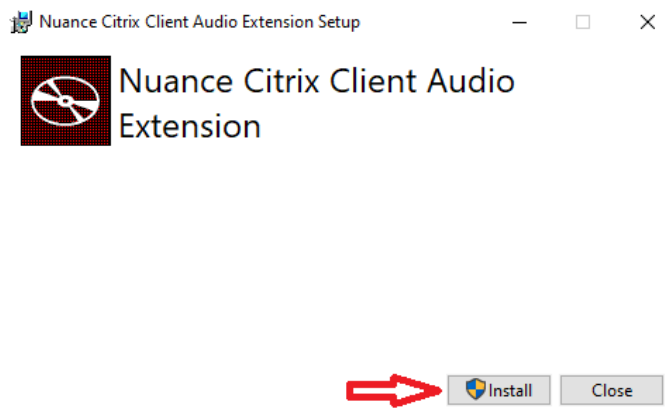 Nuance Citrix Client Audio Extension Setup
Nuance Citrix Client Audio
Extension
Install
Close